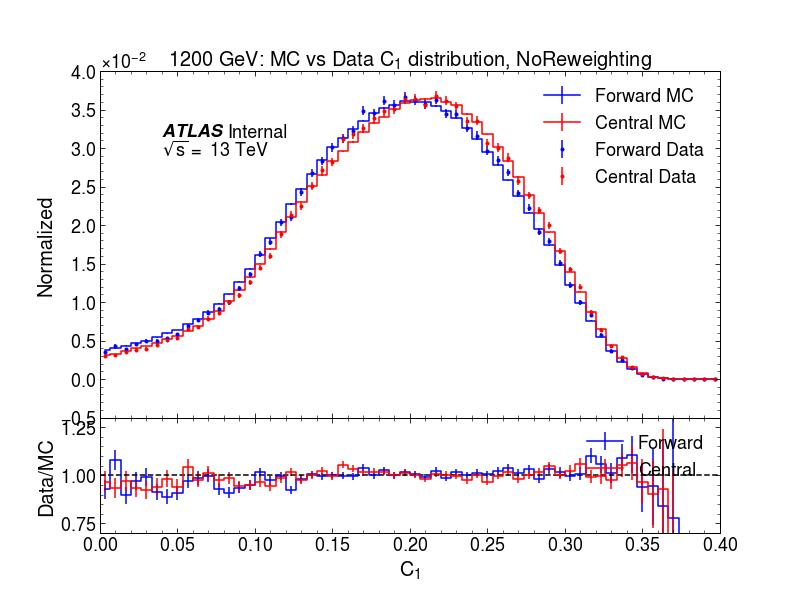 ×10⁻² 1200 GeV: MC vs Data C₁ distribution, NoReweighting
4.0
3.5
3.0
2.5
2.0
1.5
1.0
0.5
0.0
−0.5
Normalized
ATLAS Internal
√s = 13 TeV
Forward MC
Central MC
Forward Data
Central Data
1.25
1.00
0.75
Data/MC
Forward
Central
0.00 0.05 0.10 0.15 0.20 0.25 0.30 0.35 0.40
C₁